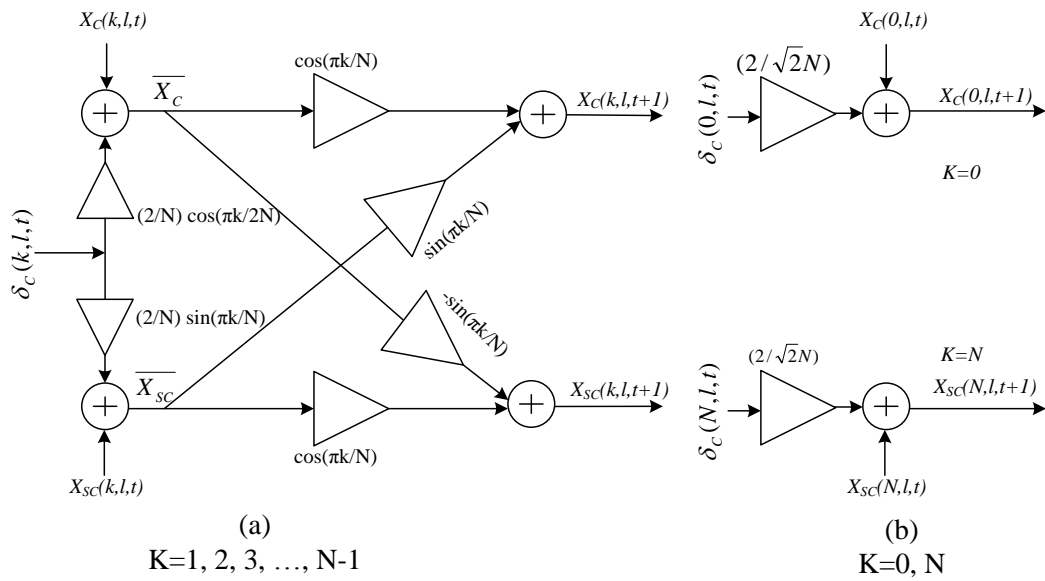 X_C(k,l,t)
cos(πk/N)
X̅_C̅
X_C(k,l,t+1)
(2/N) cos(πk/2N)
sin(πk/N)
δ_C(k,l,t)
(2/N) sin(πk/N)
-sin(πk/N)
X̅_S̅C̅
X_SC(k,l,t+1)
cos(πk/N)
X_SC(k,l,t)
(a)
K=1, 2, 3, …, N-1
X_C(0,l,t)
(2/√2N)
X_C(0,l,t+1)
δ_C(0,l,t)
K=0
(2/√2N)
K=N
X_SC(N,l,t+1)
δ_C(N,l,t)
X_SC(N,l,t)
(b)
K=0, N